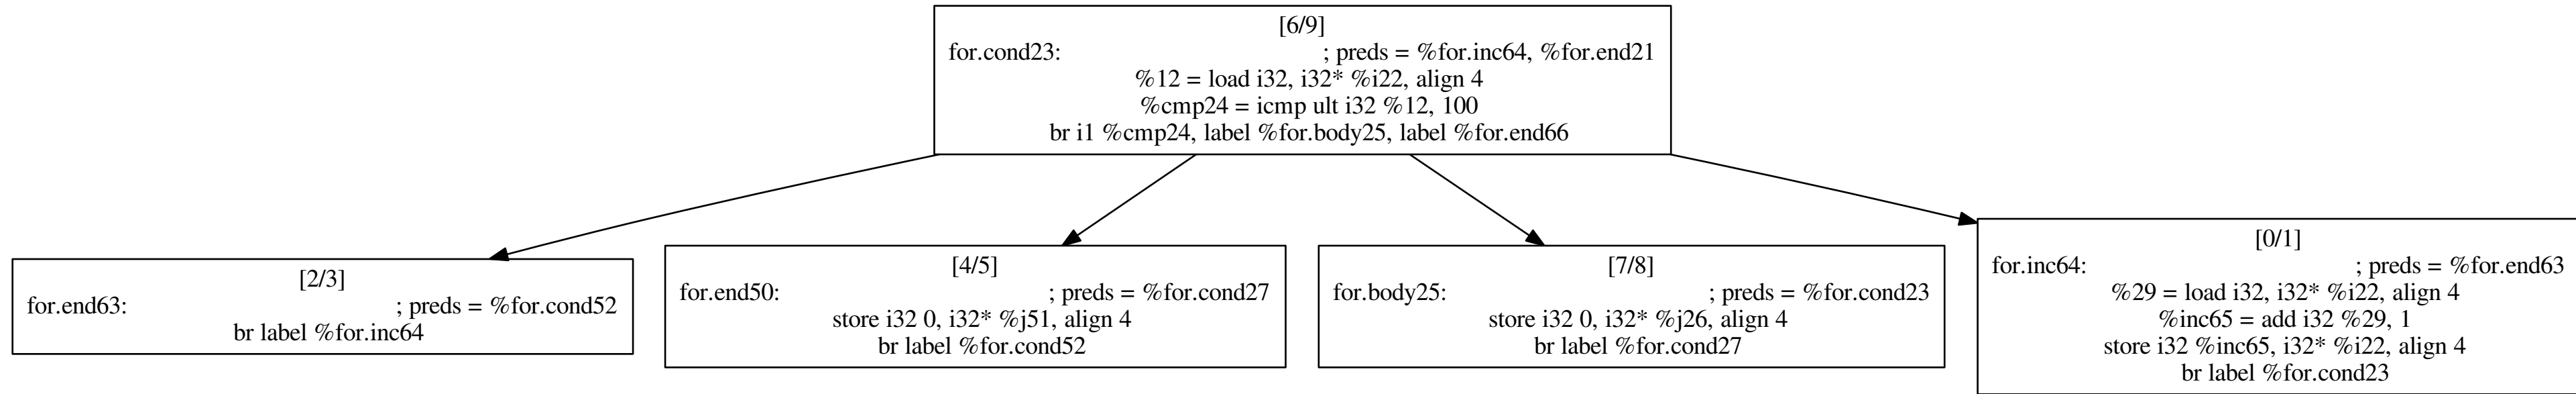 [6/9]
for.cond23: ; preds = %for.inc64, %for.end21
%12 = load i32, i32* %i22, align 4
%cmp24 = icmp ult i32 %12, 100
br i1 %cmp24, label %for.body25, label %for.end66
[2/3]
for.end63: ; preds = %for.cond52
br label %for.inc64
[4/5]
for.end50: ; preds = %for.cond27
store i32 0, i32* %j51, align 4
br label %for.cond52
[7/8]
for.body25: ; preds = %for.cond23
store i32 0, i32* %j26, align 4
br label %for.cond27
[0/1]
for.inc64: ; preds = %for.end63
%29 = load i32, i32* %i22, align 4
%inc65 = add i32 %29, 1
store i32 %inc65, i32* %i22, align 4
br label %for.cond23